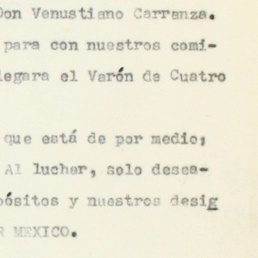 Don Venustiano Carranza.
para con nuestros comi-
legara el Varón de Cuatro
que está de por medio;
Al luchar, solo desea-
pósitos y nuestros desig
R MEXICO.